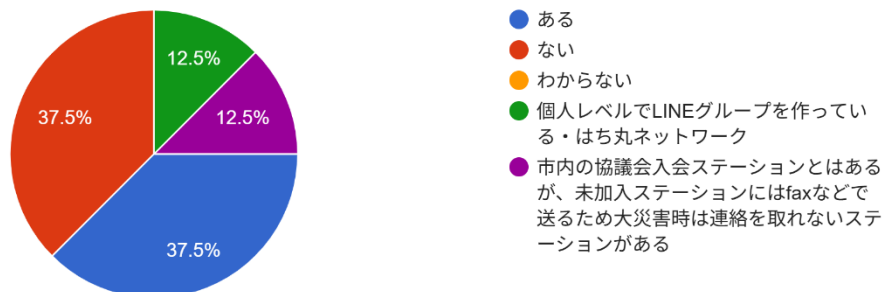 12.5%
37.5%
12.5%
37.5%
ある
ない
わからない
個人レベルでLINEグループを作ってい
る・はち丸ネットワーク
市内の協議会入会ステーションとはある
が、未加入ステーションにはfaxなどで
送るため大災害時は連絡を取れないステ
ーションがある